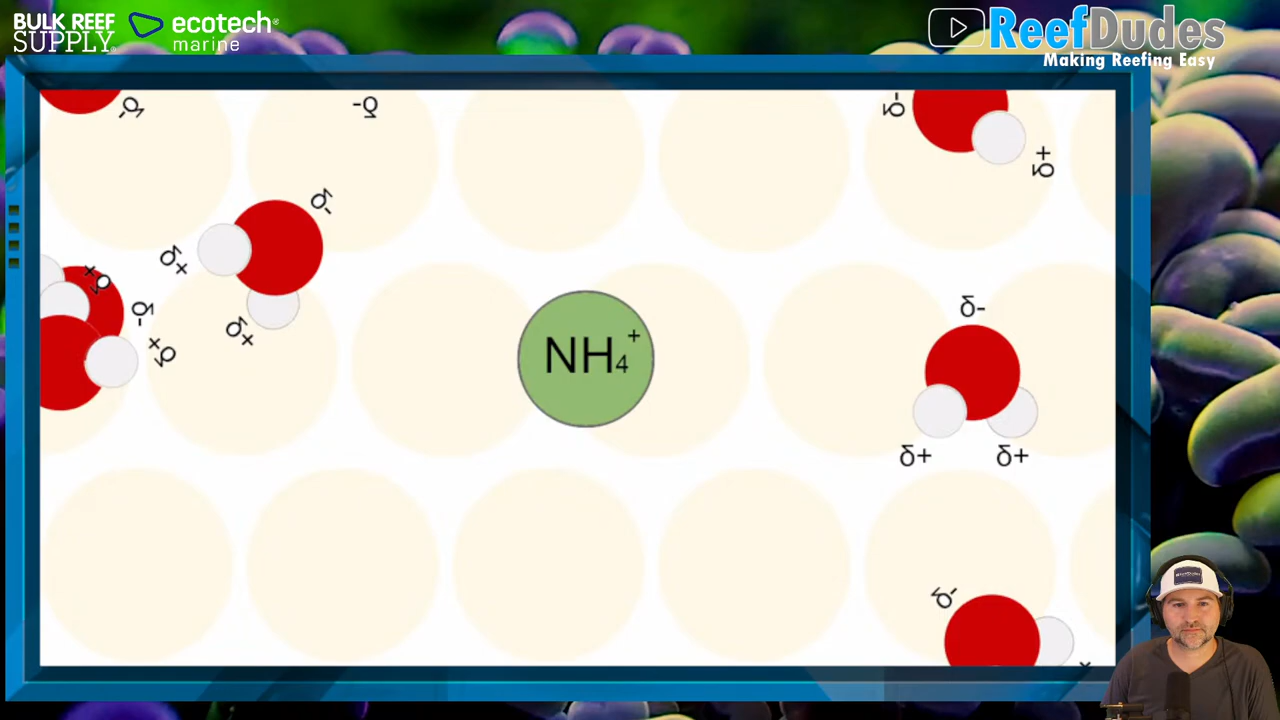 BULK REEF
SUPPLY
ecotech
marine
ReefDudes
Making Reefing Easy
δ-
δ-
δ-
δ+
δ-
δ+
δ+
δ+
δ-
δ+
NH₄⁺
δ-
δ+
δ+
δ-
+